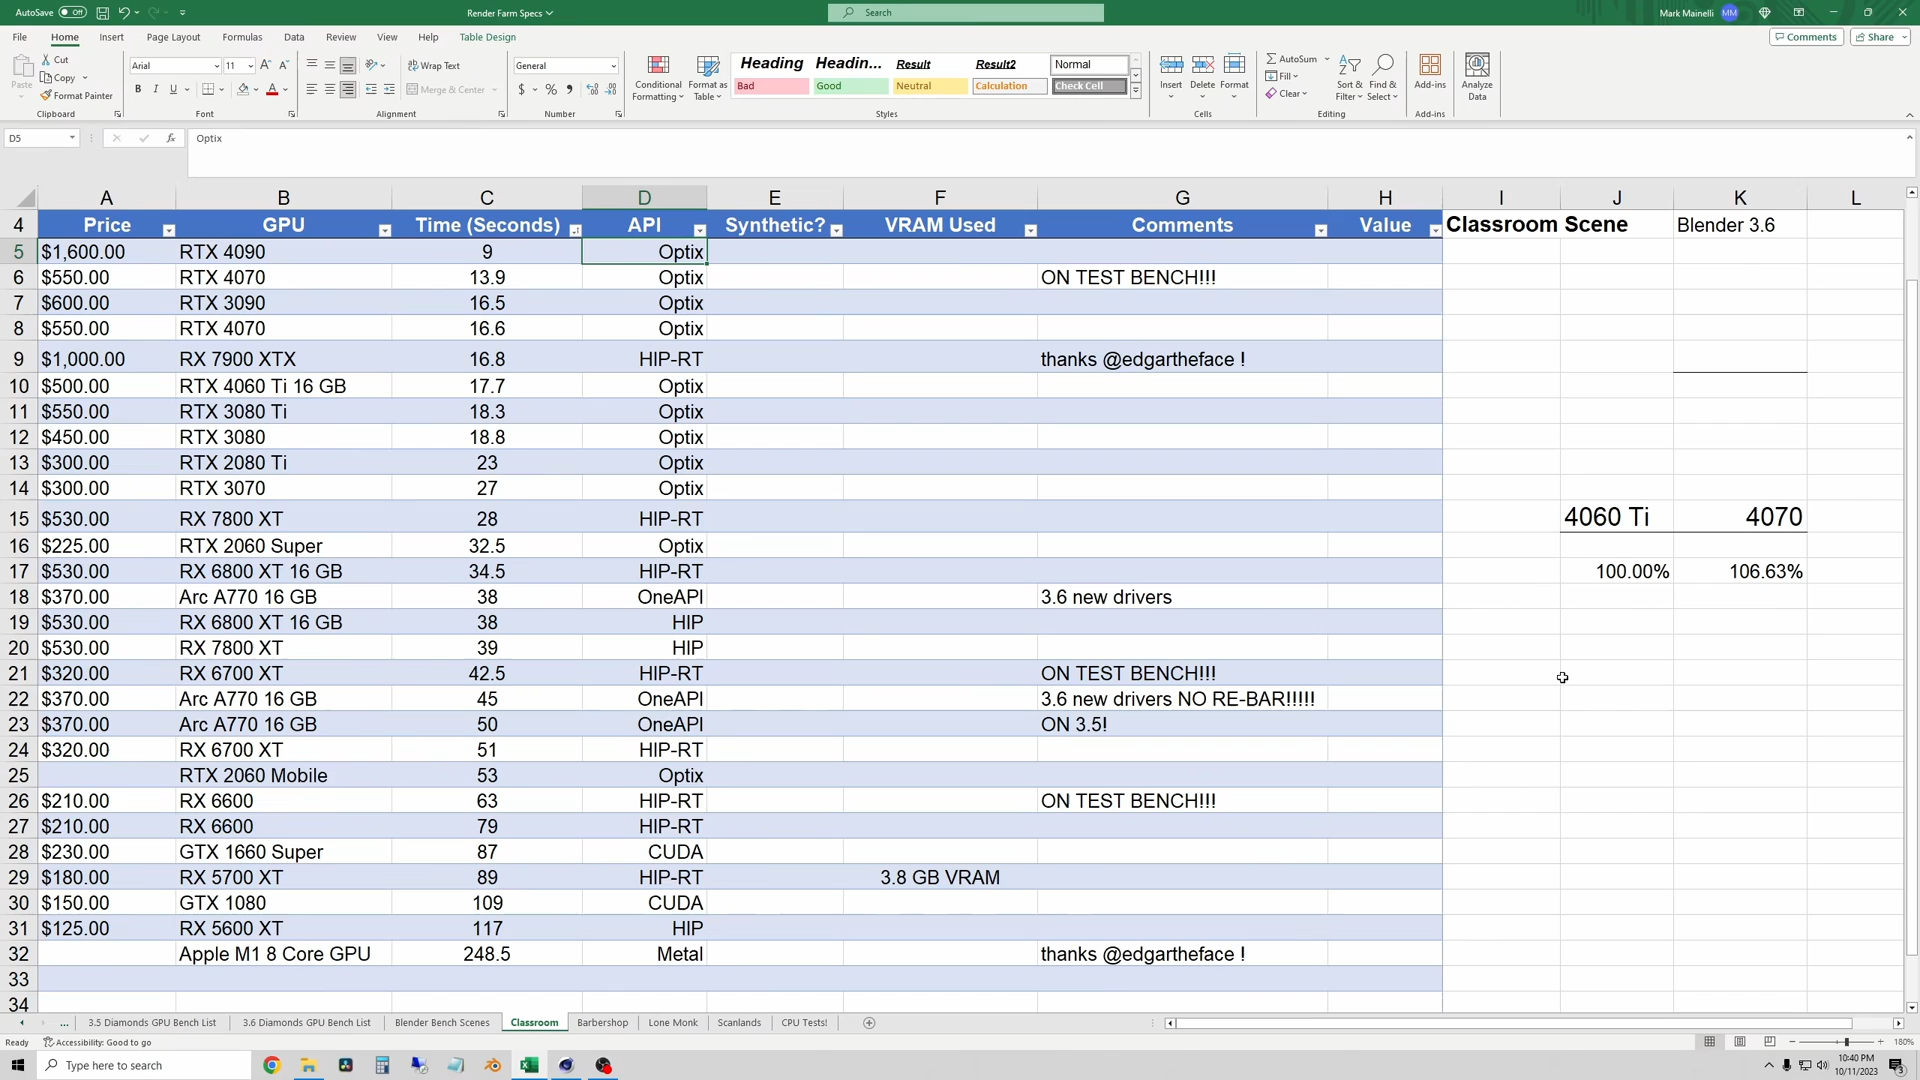 AutoSave Off Render Farm Specs Search Mark Mainelli MM
File Home Insert Page Layout Formulas Data Review View Help Table Design Comments Share
Paste Cut Copy Format Painter Clipboard
Arial 11 A A B I U A Font
Wrap Text Merge & Center Alignment
General $ % 9 Number
Conditional Formatting Format as Table
Heading Headin... Result Result2 Normal
Bad Good Neutral Calculation Check Cell
Styles
Insert Delete Format Cells
AutoSum Fill Clear Sort & Filter Find & Select Editing
Add-ins Add-ins
Analyze Data
D5 fx Optix
A B C D E F G H I J K L
4 Price GPU Time (Seconds) API Synthetic? VRAM Used Comments Value Classroom Scene Blender 3.6
5 $1,600.00 RTX 4090 9 Optix
6 $550.00 RTX 4070 13.9 Optix ON TEST BENCH!!!
7 $600.00 RTX 3090 16.5 Optix
8 $550.00 RTX 4070 16.6 Optix
9 $1,000.00 RX 7900 XTX 16.8 HIP-RT thanks @edgartheface !
10 $500.00 RTX 4060 Ti 16 GB 17.7 Optix
11 $550.00 RTX 3080 Ti 18.3 Optix
12 $450.00 RTX 3080 18.8 Optix
13 $300.00 RTX 2080 Ti 23 Optix
14 $300.00 RTX 3070 27 Optix
15 $530.00 RX 7800 XT 28 HIP-RT 4060 Ti 4070
16 $225.00 RTX 2060 Super 32.5 Optix
17 $530.00 RX 6800 XT 16 GB 34.5 HIP-RT 100.00% 106.63%
18 $370.00 Arc A770 16 GB 38 OneAPI 3.6 new drivers
19 $530.00 RX 6800 XT 16 GB 38 HIP
20 $530.00 RX 7800 XT 39 HIP
21 $320.00 RX 6700 XT 42.5 HIP-RT ON TEST BENCH!!!
22 $370.00 Arc A770 16 GB 45 OneAPI 3.6 new drivers NO RE-BAR!!!!!
23 $370.00 Arc A770 16 GB 50 OneAPI ON 3.5!
24 $320.00 RX 6700 XT 51 HIP-RT
25 RTX 2060 Mobile 53 Optix
26 $210.00 RX 6600 63 HIP-RT ON TEST BENCH!!!
27 $210.00 RX 6600 79 HIP-RT
28 $230.00 GTX 1660 Super 87 CUDA
29 $180.00 RX 5700 XT 89 HIP-RT 3.8 GB VRAM
30 $150.00 GTX 1080 109 CUDA
31 $125.00 RX 5600 XT 117 HIP
32 Apple M1 8 Core GPU 248.5 Metal thanks @edgartheface !
33
34
... 3.5 Diamonds GPU Bench List 3.6 Diamonds GPU Bench List Blender Bench Scenes Classroom Barbershop Lone Monk Scanlands CPU Tests!
Ready Accessibility: Good to go 180%
Type here to search 10:40 PM
10/11/2023 3